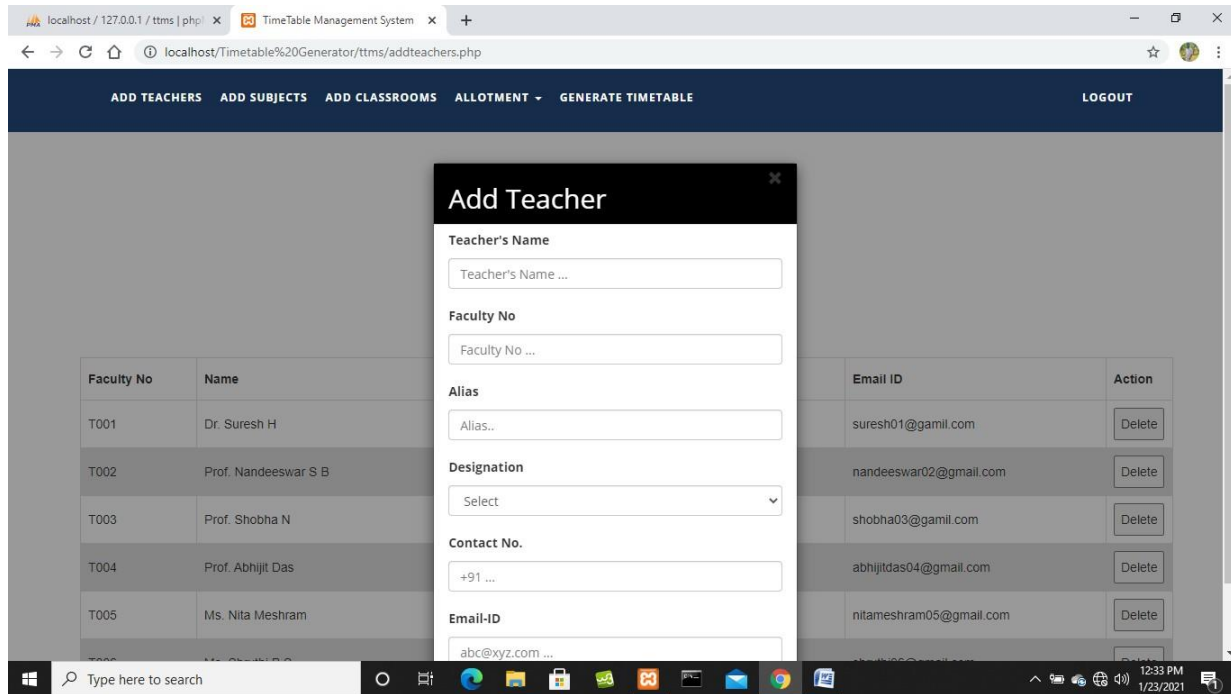 localhost / 127.0.0.1 / ttms | php
TimeTable Management System
localhost/Timetable%20Generator/ttms/addteachers.php
ADD TEACHERS ADD SUBJECTS ADD CLASSROOMS ALLOTMENT GENERATE TIMETABLE LOGOUT
Add Teacher
Teacher's Name
Teacher's Name ...
Faculty No
Faculty No ...
Alias
Alias..
Designation
Select
Contact No.
+91 ...
Email-ID
abc@xyz.com ...
Faculty No Name Email ID Action
T001 Dr. Suresh H suresh01@gamil.com Delete
T002 Prof. Nandeeswar S B nandeeswar02@gmail.com Delete
T003 Prof. Shobha N shobha03@gamil.com Delete
T004 Prof. Abhijit Das abhijitdas04@gmail.com Delete
T005 Ms. Nita Meshram nitameshram05@gmail.com Delete
Type here to search
12:33 PM
1/23/2021